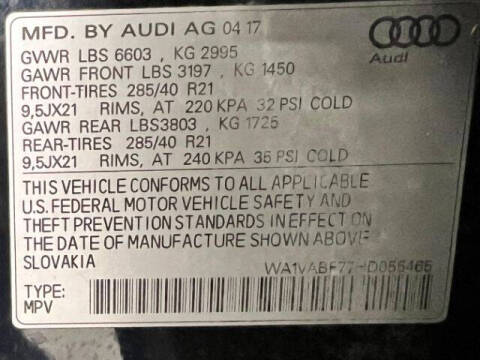 MFD. BY AUDI AG 04 17
GVWR LBS 6603 , KG 2995
Audi
GAWR FRONT LBS 3197 , KG 1450
FRONT-TIRES 285/40 R21
9,5JX21 RIMS, AT 220 KPA 32 PSI COLD
GAWR REAR LBS3803 , KG 1725
REAR-TIRES 285/40 R21
9,5JX21 RIMS, AT 240 KPA 35 PSI COLD
THIS VEHICLE CONFORMS TO ALL APPLICABLE
U.S. FEDERAL MOTOR VEHICLE SAFETY AND
THEFT PREVENTION STANDARDS IN EFFECT ON
THE DATE OF MANUFACTURE SHOWN ABOVE
SLOVAKIA
TYPE:
MPV